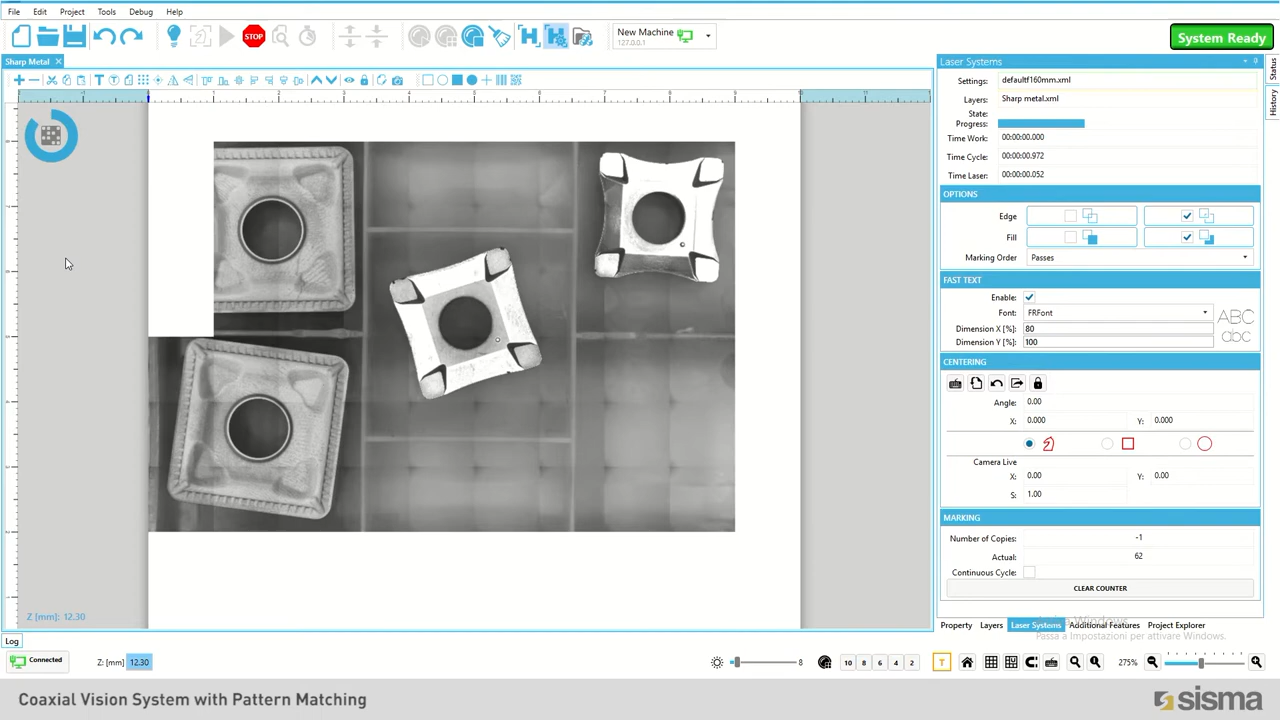 File Edit Project Tools Debug Help
STOP
New Machine
127.0.0.1
System Ready
Sharp Metal
Laser Systems
Status
History
Settings: defaultf160mm.xml
Layers: Sharp metal.xml
State:
Progress:
Time Work: 00:00:00.000
Time Cycle: 00:00:00.972
Time Laser: 00:00:00.052
OPTIONS
Edge
Fill
Marking Order Passes
FAST TEXT
Enable:
Font: FRFont
Dimension X [%]: 80
Dimension Y [%]: 100
ABC
abc
CENTERING
Angle: 0.00
X: 0.000 Y: 0.000
Camera Live
X: 0.00 Y: 0.00
S: 1.00
MARKING
Number of Copies: -1
Actual: 62
Continuous Cycle:
CLEAR COUNTER
Z [mm]: 12.30
Windows
Property Layers Laser Systems Additional Features Project Explorer
Passa a Impostazioni per attivare Windows.
Log
Connected Z: [mm] 12.30 8 10 8 6 4 2 T 275%
Coaxial Vision System with Pattern Matching
sisma